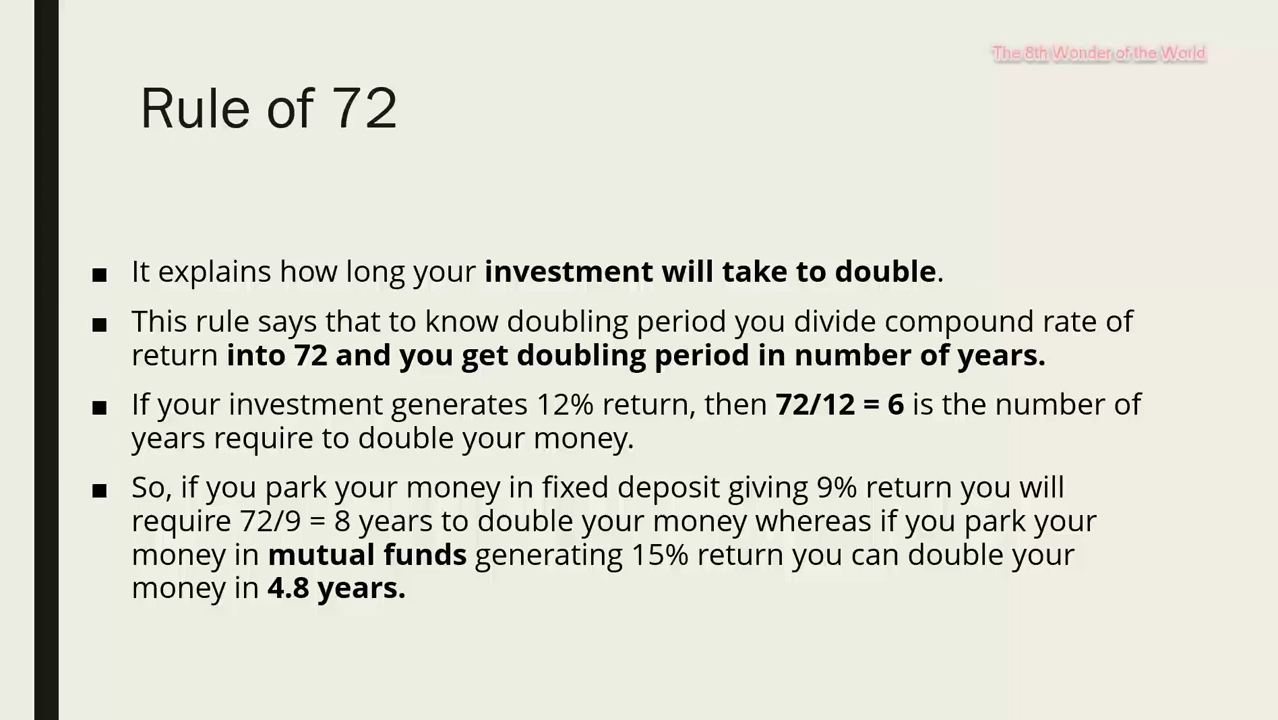 The 8th Wonder of the World
Rule of 72
■ It explains how long your investment will take to double.
■ This rule says that to know doubling period you divide compound rate of
return into 72 and you get doubling period in number of years.
■ If your investment generates 12% return, then 72/12 = 6 is the number of
years require to double your money.
■ So, if you park your money in fixed deposit giving 9% return you will
require 72/9 = 8 years to double your money whereas if you park your
money in mutual funds generating 15% return you can double your
money in 4.8 years.